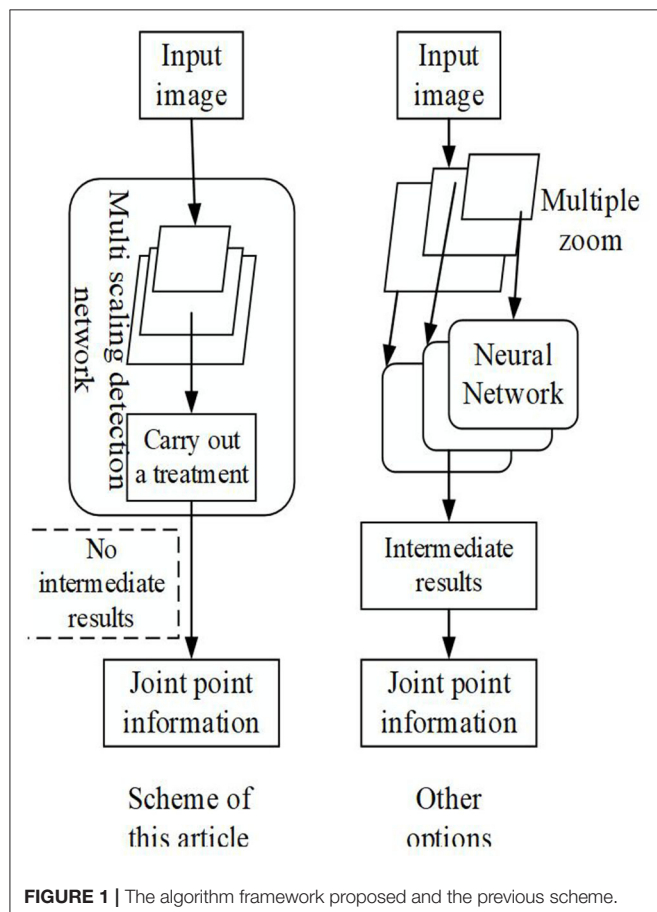 Input
image
Multi scaling detection
network
Carry out
a treatment
No
intermediate
results
Joint point
information
Scheme of
this article
Input
image
Multiple
zoom
Neural
Network
Intermediate
results
Joint point
information
Other
options
FIGURE 1 | The algorithm framework proposed and the previous scheme.